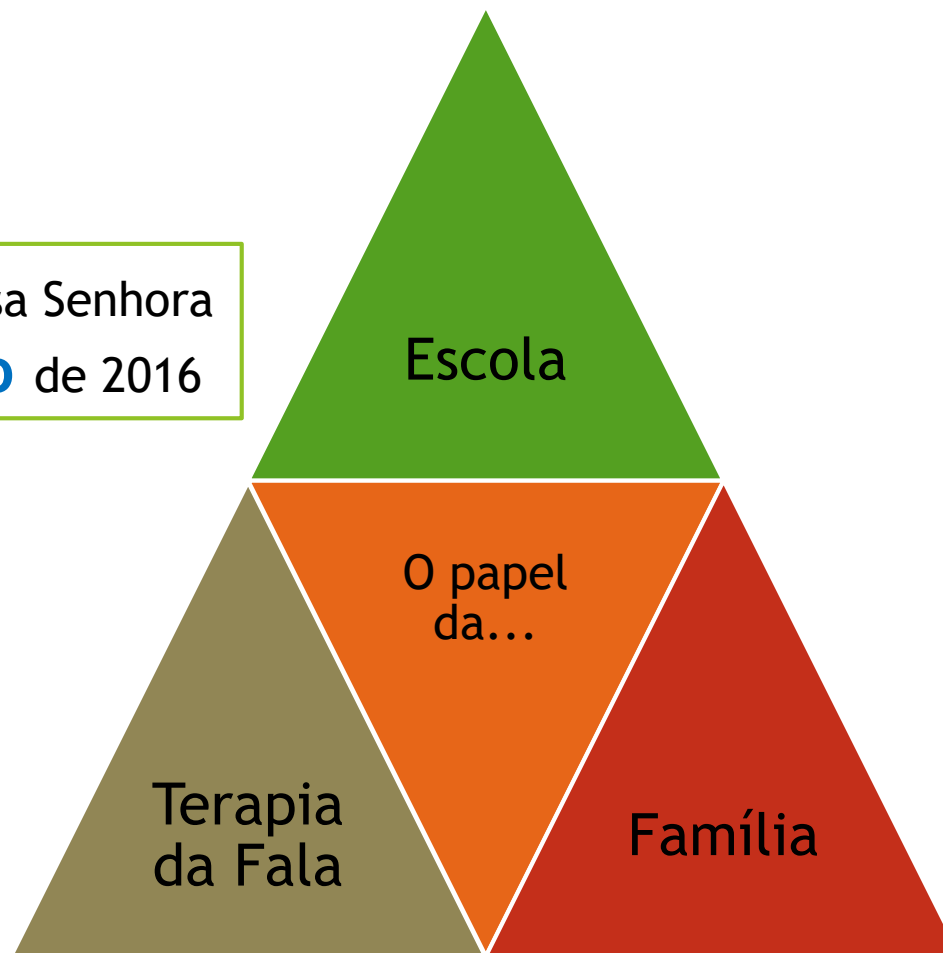 Senhora
de 2016
Escola
O papel
da...
Terapia
da Fala
Família